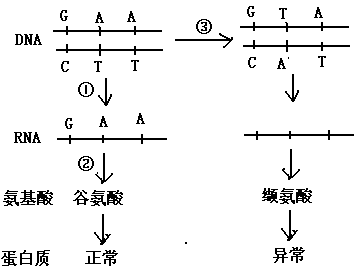 G A A G T A
DNA ③
C T T C A T
①
G A A
RNA
②
氨基酸 谷氨酸 缬氨酸
蛋白质 正常 异常